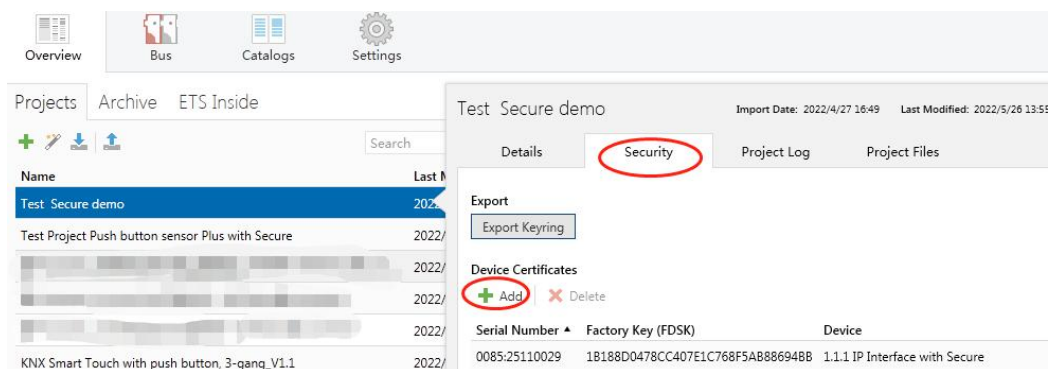 Overview Bus Catalogs Settings
Projects Archive ETS Inside
Search
Name Last M
Test Secure demo 202
Test Project Push button sensor Plus with Secure 2022/
2022/
2022/
2022/
KNX Smart Touch with push button, 3-gang_V1.1 2022/
Test Secure demo Import Date: 2022/4/27 16:49 Last Modified: 2022/5/26 13:55
Details Security Project Log Project Files
Export
Export Keyring
Device Certificates
Add Delete
Serial Number Factory Key (FDSK) Device
0085:25110029 1B188D0478CC407E1C768F5AB88694BB 1.1.1 IP Interface with Secure